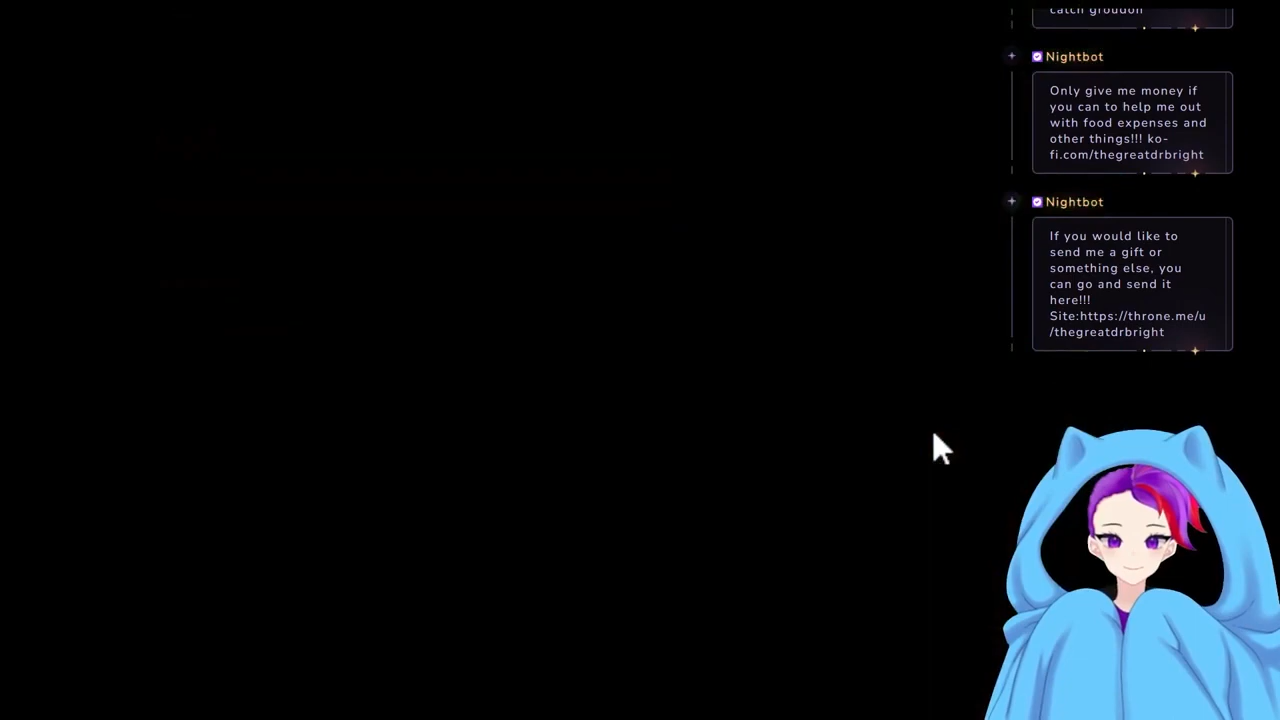 catch groudon
Nightbot
Only give me money if
you can to help me out
with food expenses and
other things!!! ko-
fi.com/thegreatdrbright
Nightbot
If you would like to
send me a gift or
something else, you
can go and send it
here!!!
Site:https://throne.me/u
/thegreatdrbright